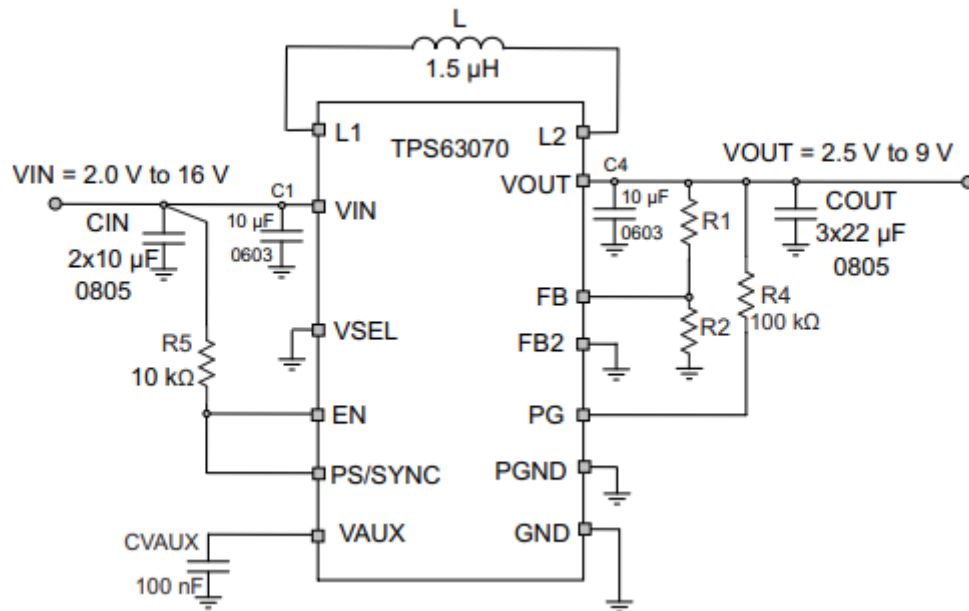 L
1.5 µH
L1
L2
TPS63070
VIN = 2.0 V to 16 V
VOUT = 2.5 V to 9 V
C1
C4
VIN
VOUT
CIN
2x10 µF
0805
10 µF
0603
10 µF
0603
R1
COUT
3x22 µF
0805
FB
R2
R4
100 kΩ
R5
10 kΩ
VSEL
FB2
EN
PG
PS/SYNC
PGND
CVAUX
100 nF
VAUX
GND